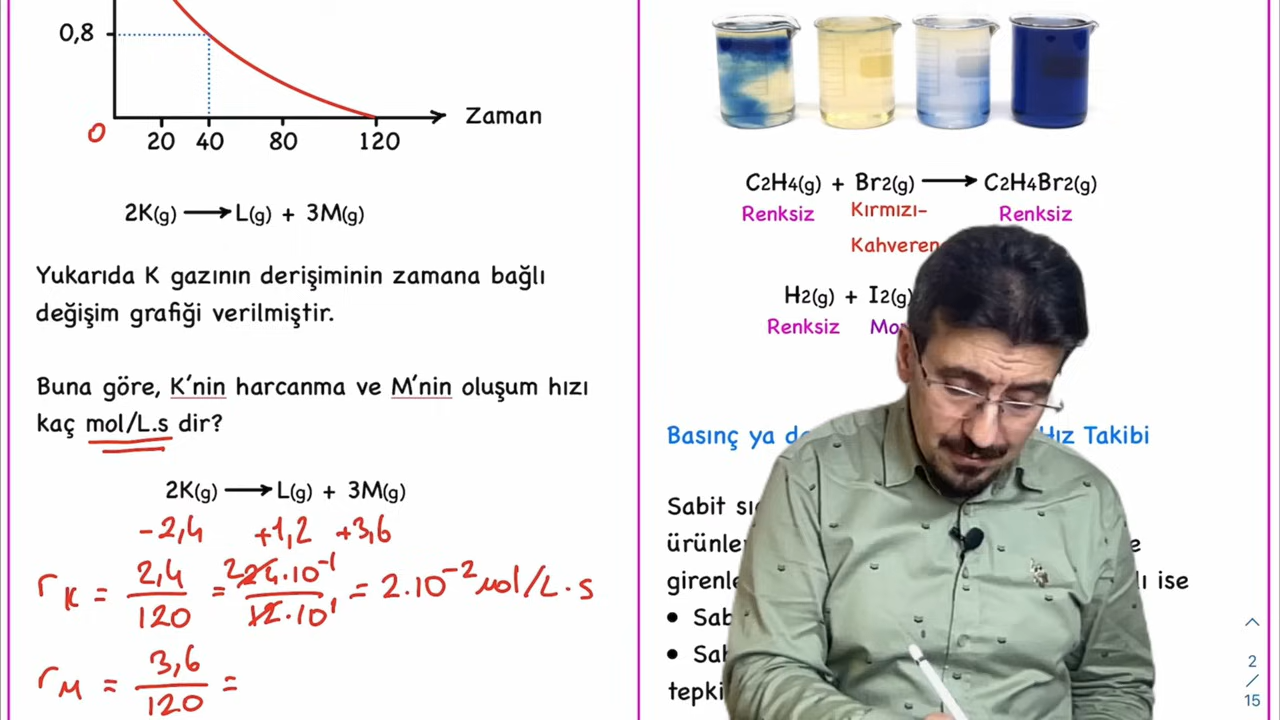 0,8
Zaman
0
20 40 80 120
2K(g) → L(g) + 3M(g)
Yukarıda K gazının derişiminin zamana bağlı
değişim grafiği verilmiştir.
Buna göre, K'nin harcanma ve M'nin oluşum hızı
kaç mol/L.s dir?
2K(g) → L(g) + 3M(g)
-2,4 +1,2 +3,6
rK = 2,4/120 = 2 24.10⁻¹/12.10¹ = 2.10⁻² mol/L.s
rM = 3,6/120 =
C2H4(g) + Br2(g) → C2H4Br2(g)
Renksiz Kırmızı- Renksiz
Kahveren
H2(g) + I2(g)
Renksiz Mo
Basınç ya da Hız Takibi
Sabit
ürünle
girenle ise
• Sab
•
tepki
2
/
15